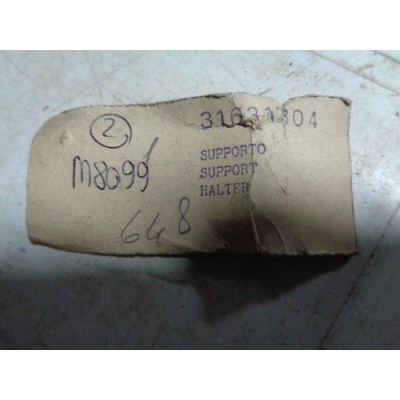 2
31631304
M8099
SUPPORTO
SUPPORT
HALTER
648